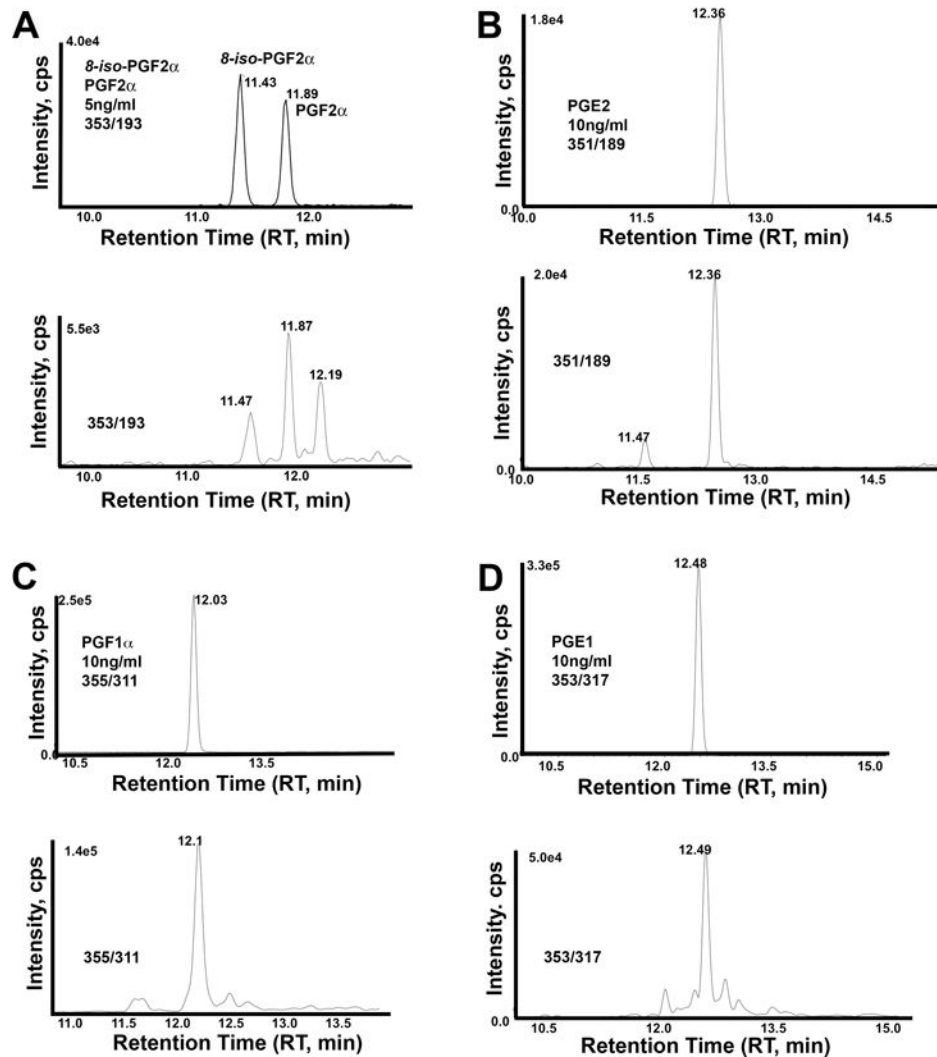 A
4.0e4
8-iso-PGF2α
PGF2α
5ng/ml
353/193
8-iso-PGF2α
11.43
11.89
PGF2α
Intensity, cps
10.0 11.0 12.0
Retention Time (RT, min)
5.5e3
353/193
11.47
11.87
12.19
Intensity, cps
10.0 11.0 12.0
Retention Time (RT, min)
B
1.8e4
12.36
PGE2
10ng/ml
351/189
Intensity, cps
0.0
10.0 11.5 13.0 14.5
Retention Time (RT, min)
2.0e4
12.36
351/189
11.47
Intensity, cps
0.0
10.0 11.5 13.0 14.5
Retention Time (RT, min)
C
2.5e5
12.03
PGF1α
10ng/ml
355/311
Intensity, cps
0.0
10.5 12.0 13.5
Retention Time (RT, min)
1.4e5
12.1
355/311
Intensity, cps
11.0 11.5 12.0 12.5 13.0 13.5
Retention Time (RT, min)
D
3.3e5
12.48
PGE1
10ng/ml
353/317
Intensity, cps
0.0
10.5 12.0 13.5 15.0
Retention Time (RT, min)
5.0e4
12.49
353/317
Intensity. cps
0.0
10.5 12.0 13.5 15.0
Retention Time (RT, min)